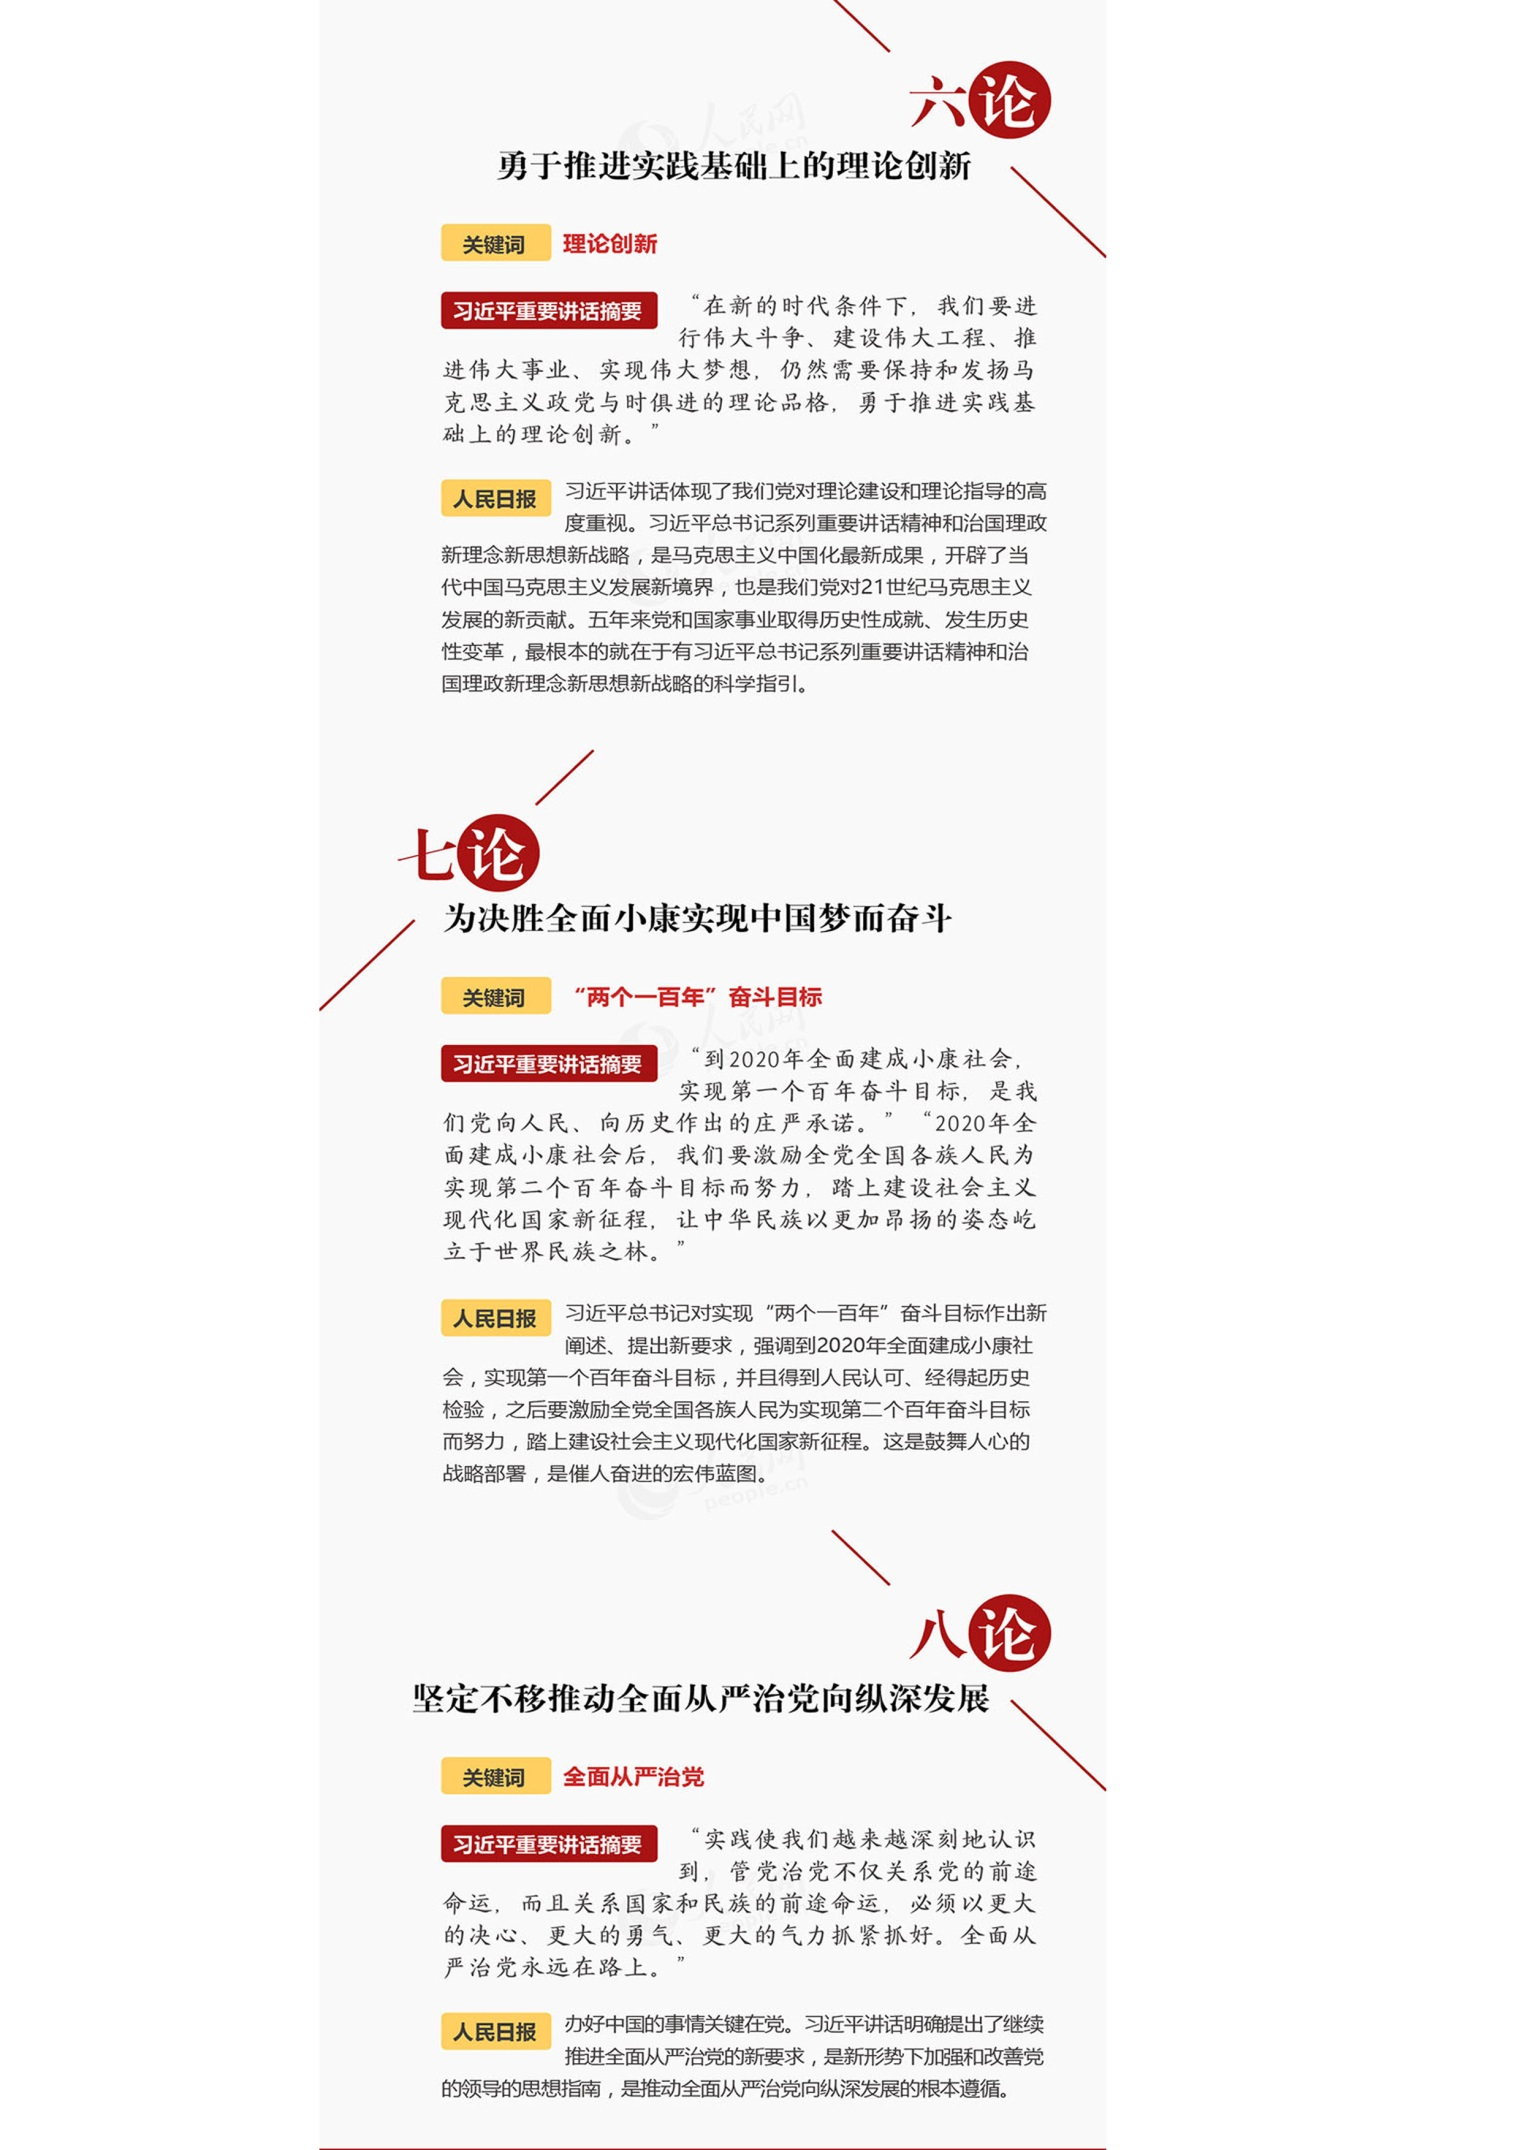 六论
人民网
people.cn
勇于推进实践基础上的理论创新
关键词 理论创新
习近平重要讲话摘要 “在新的时代条件下，我们要进
行伟大斗争、建设伟大工程、推
进伟大事业、实现伟大梦想，仍然需要保持和发扬马
克思主义政党与时俱进的理论品格，勇于推进实践基
础上的理论创新。”
人民日报 习近平讲话体现了我们党对理论建设和理论指导的高
度重视。习近平总书记系列重要讲话精神和治国理政
新理念新思想新战略，是马克思主义中国化最新成果，开辟了当
代中国马克思主义发展新境界，也是我们党对21世纪马克思主义
发展的新贡献。五年来党和国家事业取得历史性成就、发生历史
性变革，最根本的就在于有习近平总书记系列重要讲话精神和治
国理政新理念新思想新战略的科学指引。
七论
为决胜全面小康实现中国梦而奋斗
关键词 “两个一百年”奋斗目标
人民网
people.cn
习近平重要讲话摘要 “到2020年全面建成小康社会，
实现第一个百年奋斗目标，是我
们党向人民、向历史作出的庄严承诺。”“2020年全
面建成小康社会后，我们要激励全党全国各族人民为
实现第二个百年奋斗目标而努力，踏上建设社会主义
现代化国家新征程，让中华民族以更加昂扬的姿态屹
立于世界民族之林。”
人民日报 习近平总书记对实现“两个一百年”奋斗目标作出新
阐述、提出新要求，强调到2020年全面建成小康社
会，实现第一个百年奋斗目标，并且得到人民认可、经得起历史
检验，之后要激励全党全国各族人民为实现第二个百年奋斗目标
而努力，踏上建设社会主义现代化国家新征程。这是鼓舞人心的
战略部署，是催人奋进的宏伟蓝图。
人民网
people.cn
八论
坚定不移推动全面从严治党向纵深发展
关键词 全面从严治党
习近平重要讲话摘要 “实践使我们越来越深刻地认识
到，管党治党不仅关系党的前途
命运，而且关系国家和民族的前途命运，必须以更大
的决心、更大的勇气、更大的气力抓紧抓好。全面从
严治党永远在路上。”
人民日报 办好中国的事情关键在党。习近平讲话明确提出了继续
推进全面从严治党的新要求，是新形势下加强和改善党
的领导的思想指南，是推动全面从严治党向纵深发展的根本遵循。